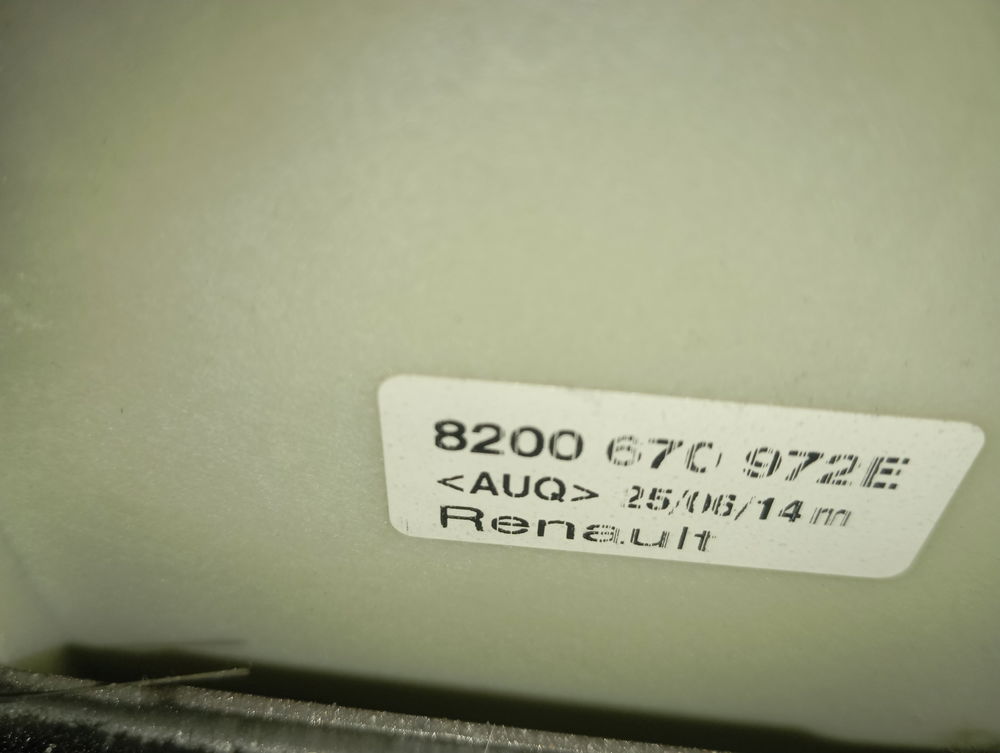 8200 670 972E
<AUQ> 25/06/14 m
Renault